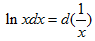 ln xdx = d(1/x)